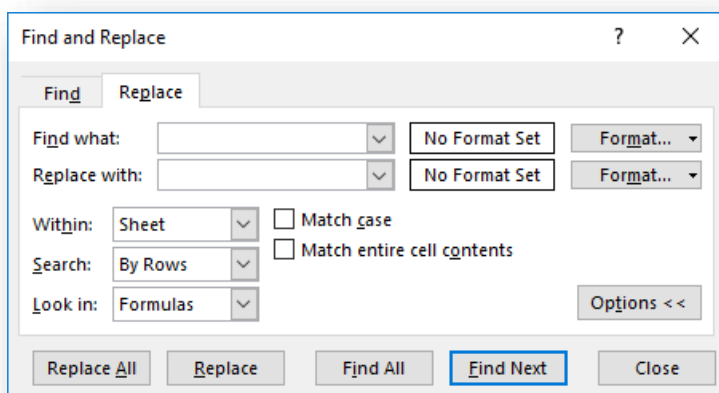 Find and Replace ?
Find Replace
Find what: No Format Set Format...
Replace with: No Format Set Format...
Within: Sheet Match case
Match entire cell contents
Search: By Rows
Look in: Formulas Options <<
Replace All Replace Find All Find Next Close